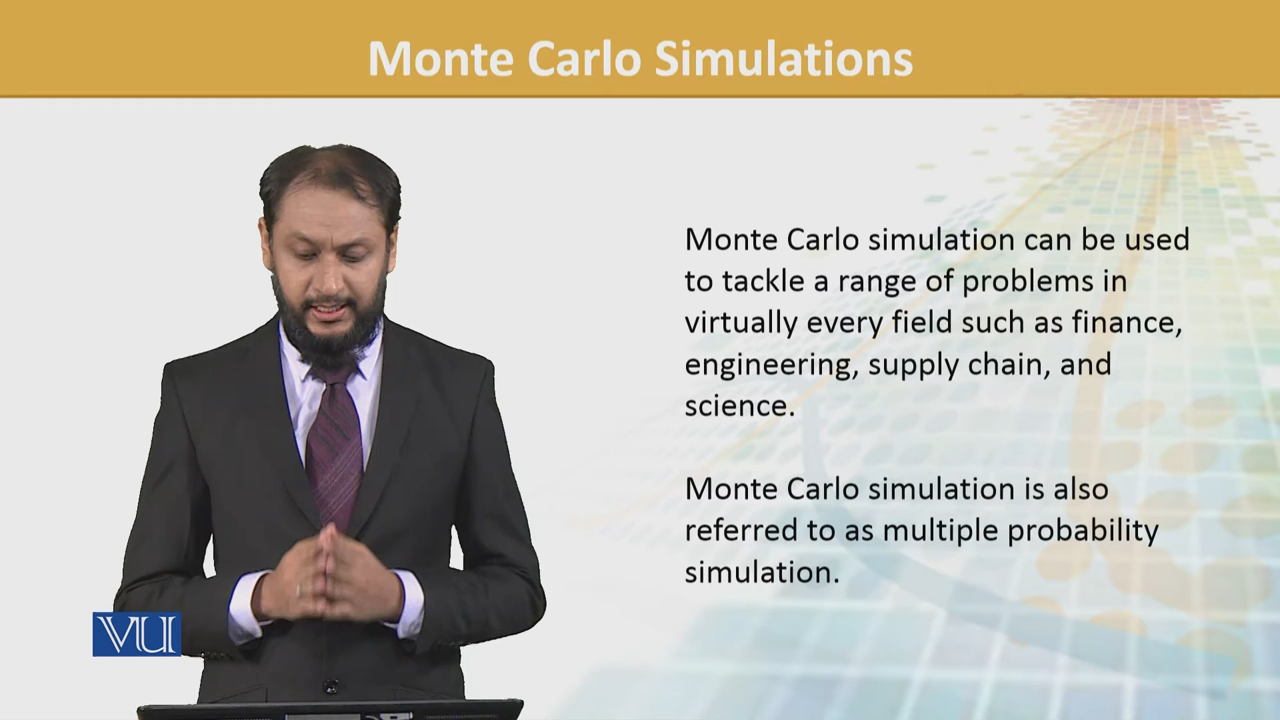 Monte Carlo Simulations
Monte Carlo simulation can be used
to tackle a range of problems in
virtually every field such as finance,
engineering, supply chain, and
science.
Monte Carlo simulation is also
referred to as multiple probability
simulation.
VU